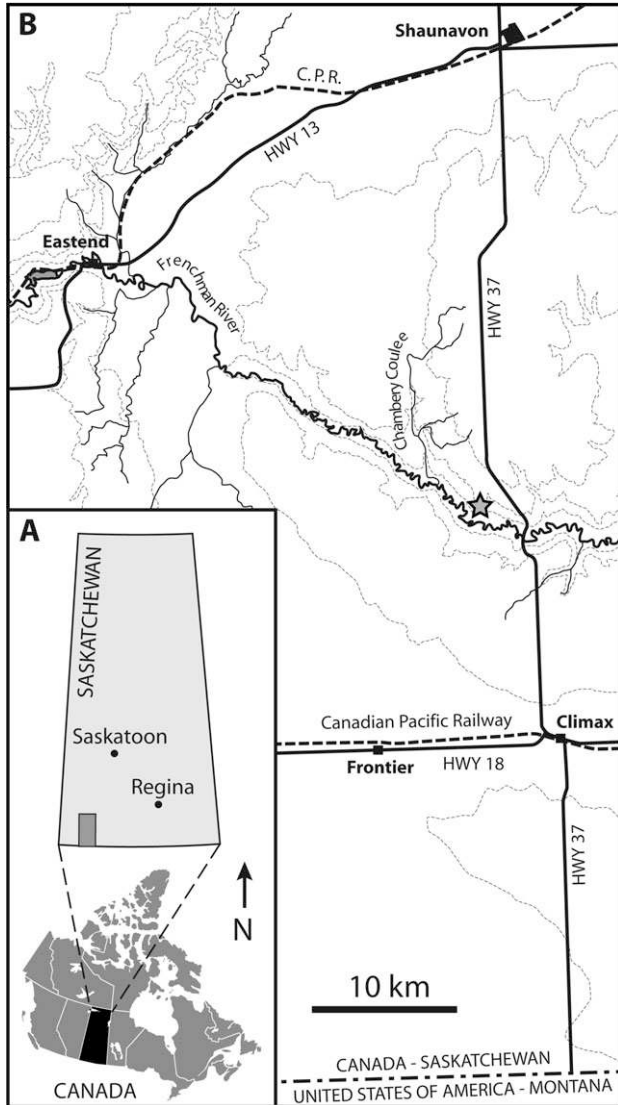 B
Shaunavon
C.P.R.
HWY 13
Eastend
Frenchman River
HWY 37
Chambery Coulee
A
SASKATCHEWAN
Saskatoon
Regina
N
CANADA
Canadian Pacific Railway
Climax
Frontier
HWY 18
HWY 37
10 km
CANADA - SASKATCHEWAN
UNITED STATES OF AMERICA - MONTANA